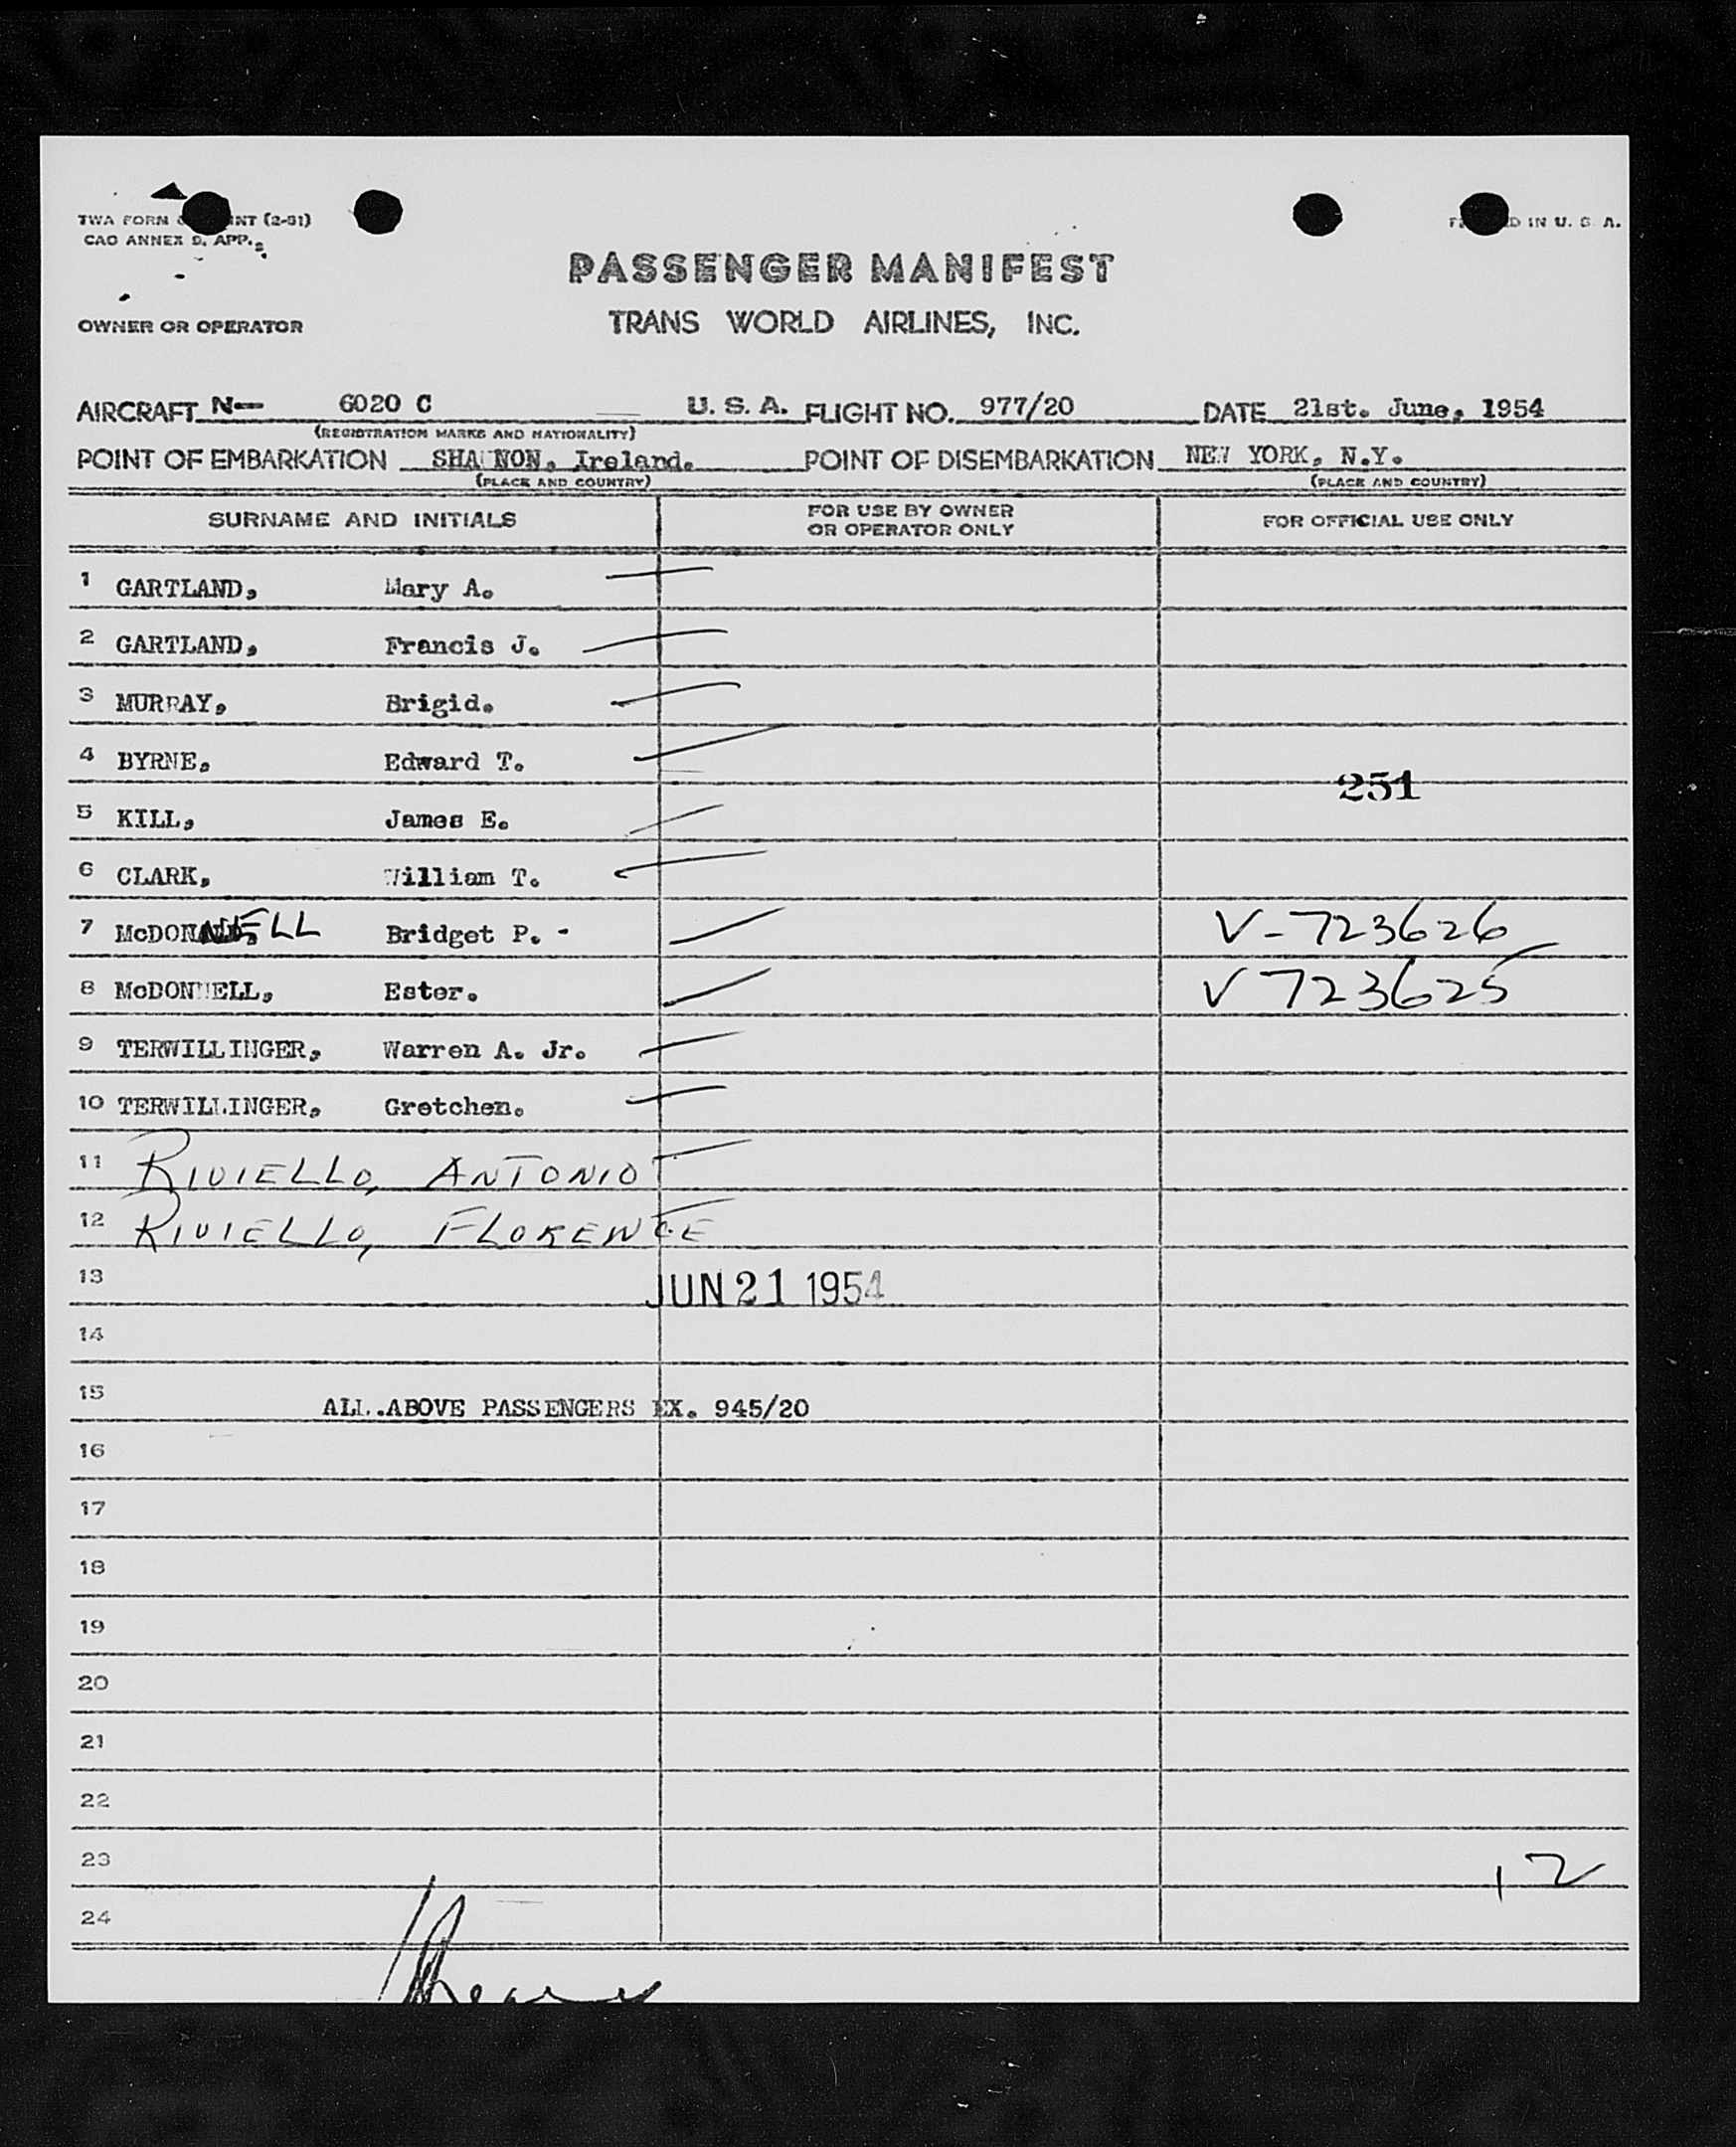 TWA FORM NT (2-51)
CAO ANNEX 9, APP. 2
IN U. S. A.
PASSENGER MANIFEST
OWNER OR OPERATOR
TRANS WORLD AIRLINES, INC.
AIRCRAFT N- 6020 C U. S. A. FLIGHT NO. 977/20 DATE 21st. June, 1954
(REGISTRATION MARKS AND NATIONALITY)
POINT OF EMBARKATION SHANNON, Ireland. POINT OF DISEMBARKATION NEW YORK, N.Y.
(PLACE AND COUNTRY) (PLACE AND COUNTRY)
SURNAME AND INITIALS FOR USE BY OWNER OR OPERATOR ONLY FOR OFFICIAL USE ONLY
1 GARTLAND, Mary A.
2 GARTLAND, Francis J.
3 MURRAY, Brigid.
4 BYRNE, Edward T.
251
5 KILL, James E.
6 CLARK, William T.
7 McDONNELL Bridget P. - V-723626
8 McDONNELL, Ester. V 723625
9 TERWILLINGER, Warren A. Jr.
10 TERWILLINGER, Gretchen.
11 RIVIELLO, ANTONIO
12 RIVIELLO, FLORENCE
13 JUN 21 1954
14
15 ALL.ABOVE PASSENGERS EX. 945/20
16
17
18
19
20
21
22
23 12
24